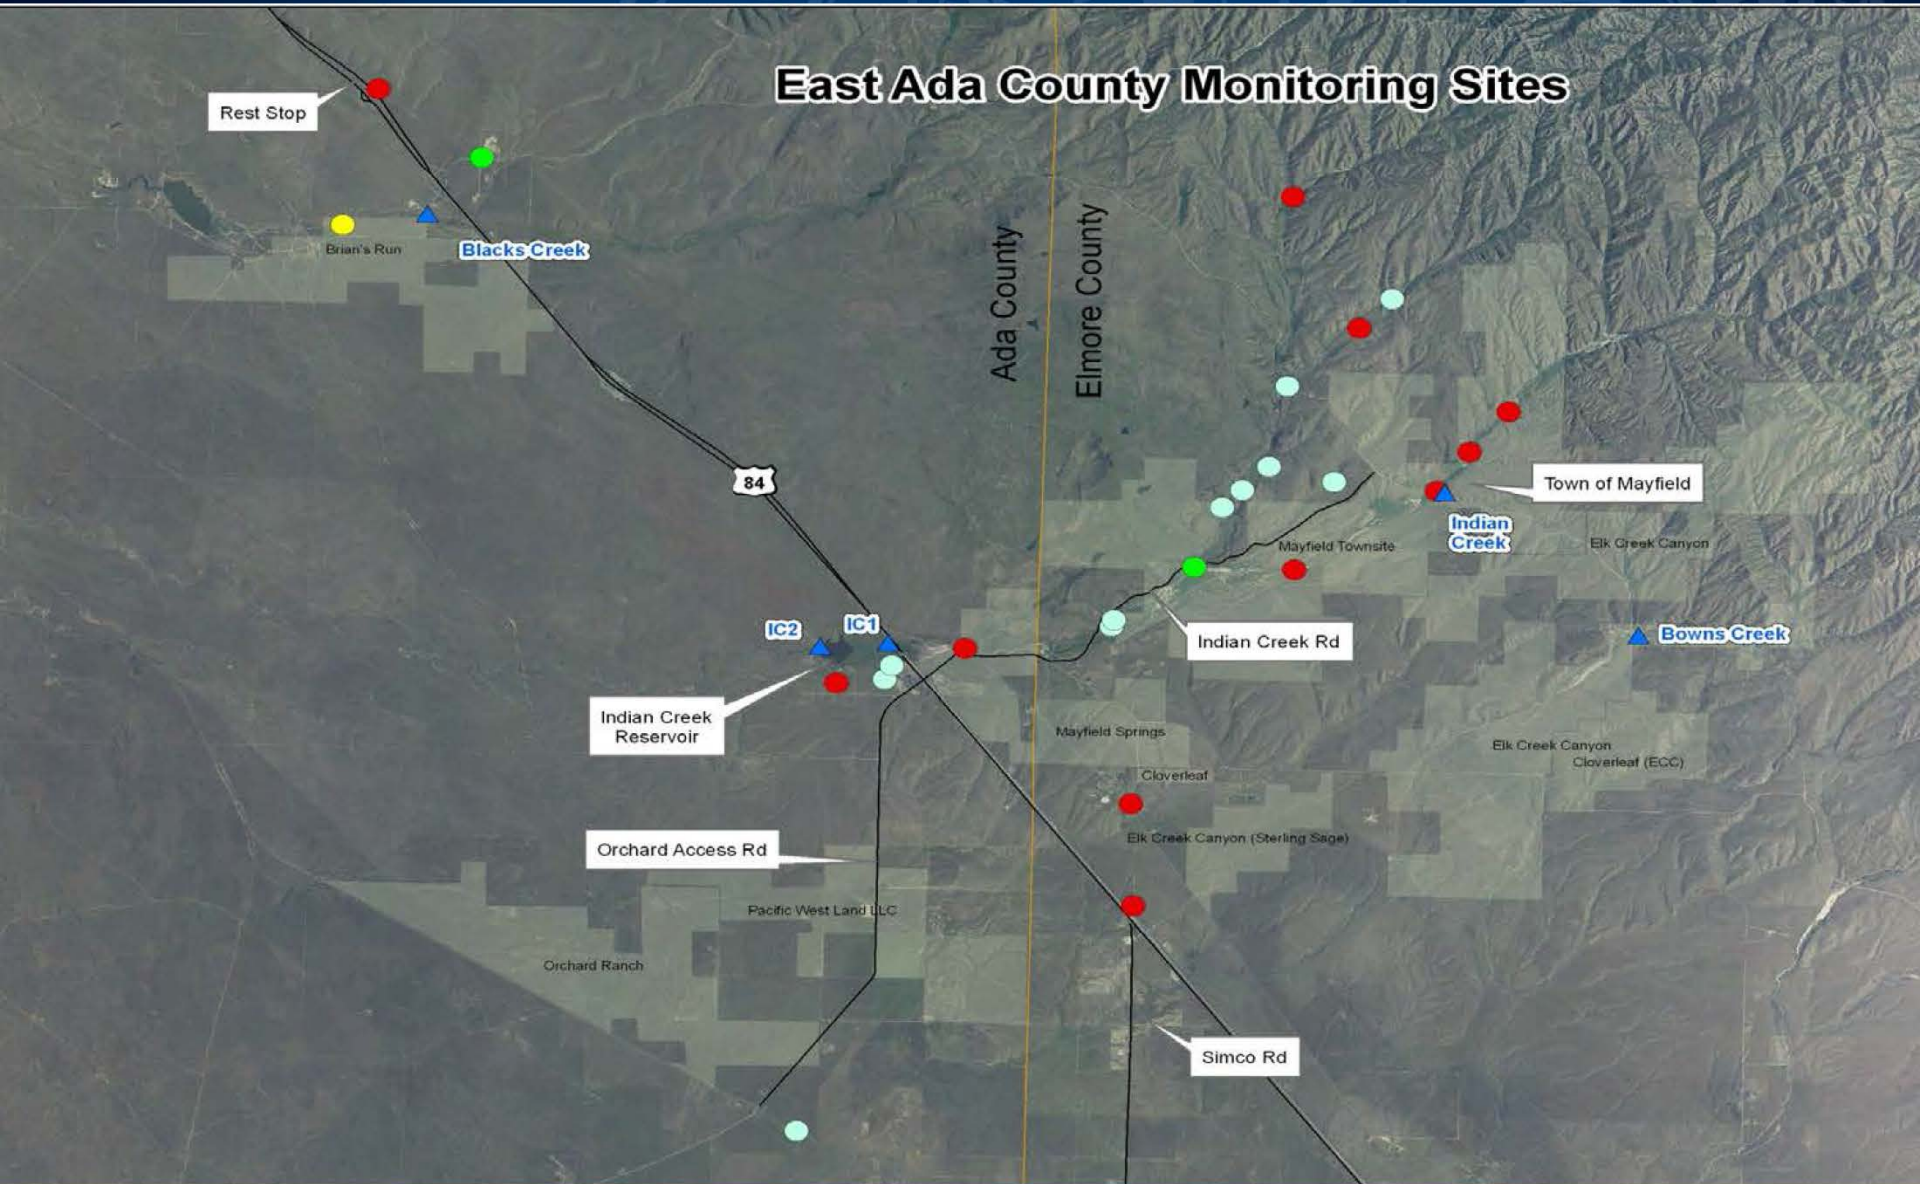 East Ada County Monitoring Sites
Rest Stop
Brian's Run
Blacks Creek
Ada County
Elmore County
84
Town of Mayfield
Indian
Creek
Mayfield Townsite
Elk Creek Canyon
IC2
IC1
Indian Creek Rd
Bowns Creek
Indian Creek
Reservoir
Mayfield Springs
Elk Creek Canyon
Cloverleaf (ECC)
Cloverleaf
Elk Creek Canyon (Sterling Sage)
Orchard Access Rd
Pacific West Land LLC
Orchard Ranch
Simco Rd